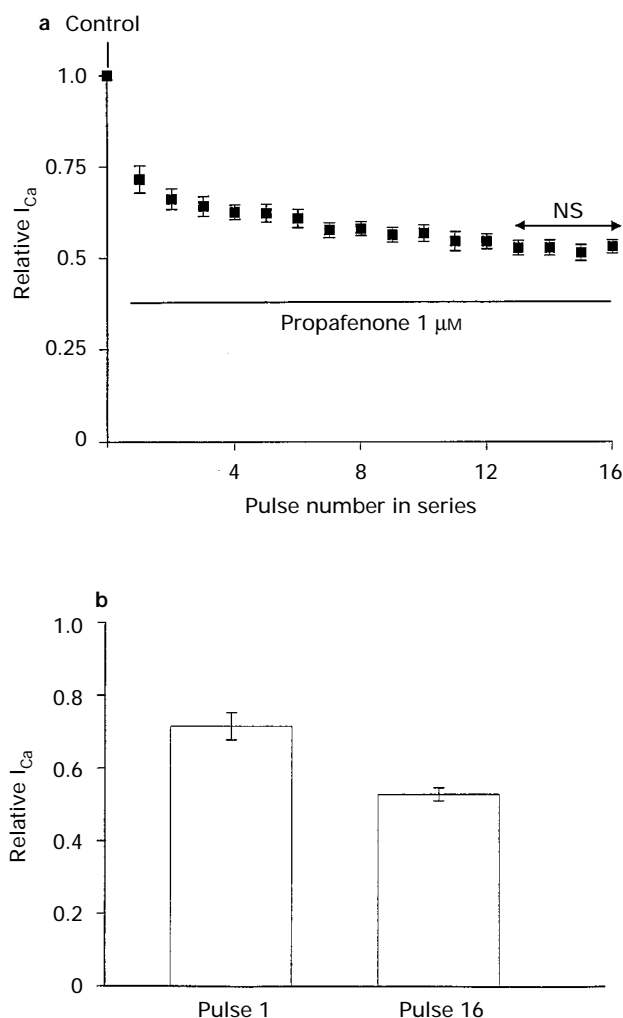 a Control
1.0
0.75
0.5
0.25
0
Relative I_Ca
NS
Propafenone 1 μM
4 8 12 16
Pulse number in series
b
1.0
0.8
0.6
0.4
0.2
0
Relative I_Ca
Pulse 1 Pulse 16